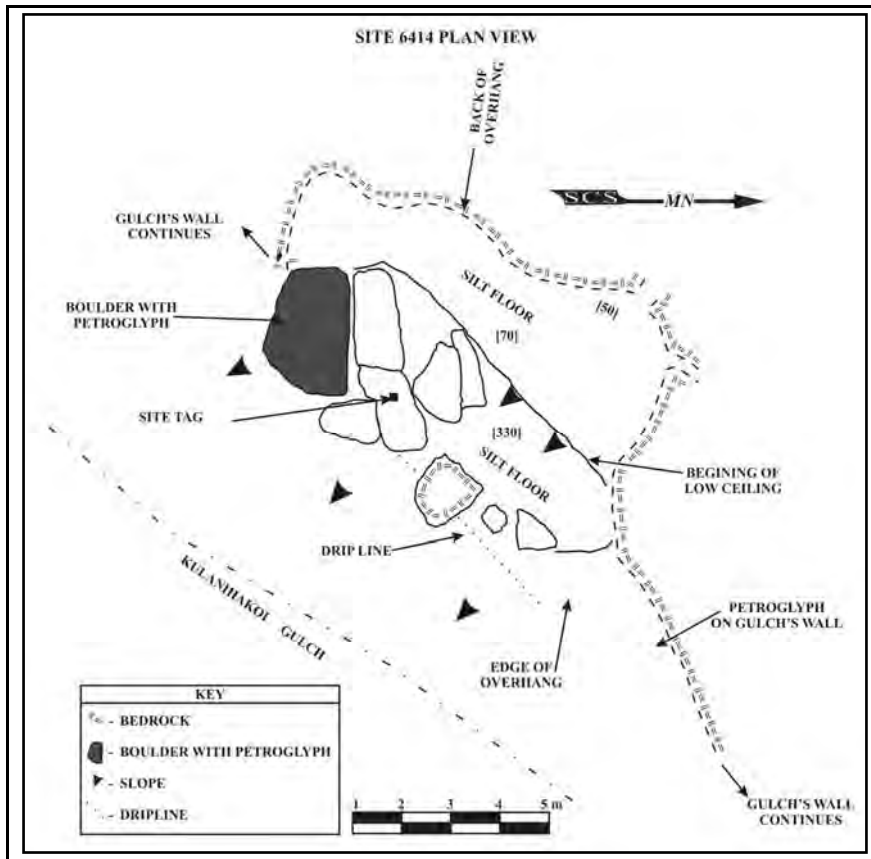 SITE 6414 PLAN VIEW
BACK OF
OVERHANG
SCS
MN
GULCH'S WALL
CONTINUES
SILT FLOOR
[50]
BOULDER WITH
PETROGLYPH
[70]
SITE TAG
[330]
SILT FLOOR
BEGINING OF
LOW CEILING
DRIP LINE
KULANIHAKOI GULCH
PETROGLYPH
ON GULCH'S WALL
EDGE OF
OVERHANG
KEY
- BEDROCK
- BOULDER WITH PETROGLYPH
- SLOPE
- DRIPLINE
1 2 3 4 5 m
GULCH'S WALL
CONTINUES